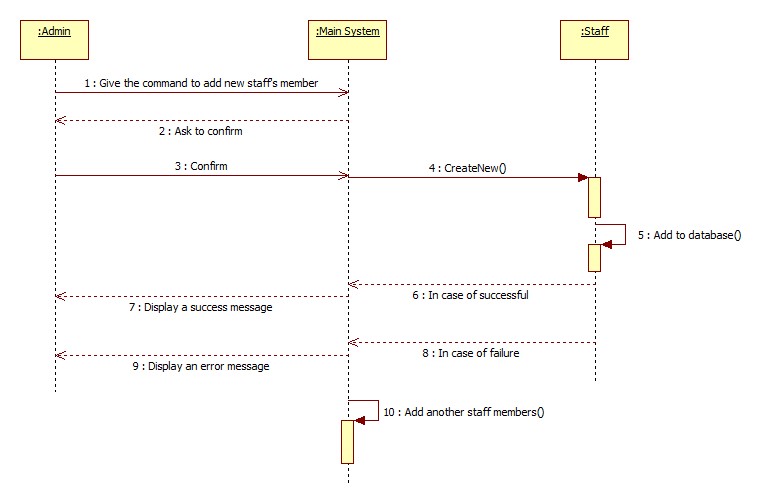 :Admin
:Main System
:Staff
1 : Give the command to add new staff's member
2 : Ask to confirm
3 : Confirm
4 : CreateNew()
5 : Add to database()
6 : In case of successful
7 : Display a success message
8 : In case of failure
9 : Display an error message
10 : Add another staff members()